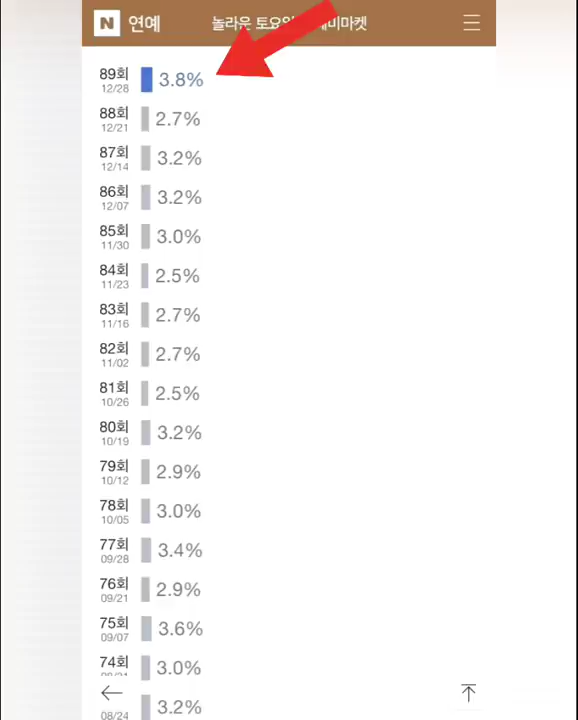 N 연예
놀라운 토요일 마켓
89회 3.8%
12/28
88회 2.7%
12/21
87회 3.2%
12/14
86회 3.2%
12/07
85회 3.0%
11/30
84회 2.5%
11/23
83회 2.7%
11/16
82회 2.7%
11/02
81회 2.5%
10/26
80회 3.2%
10/19
79회 2.9%
10/12
78회 3.0%
10/05
77회 3.4%
09/28
76회 2.9%
09/21
75회 3.6%
09/07
74회 3.0%
3.2%
08/24